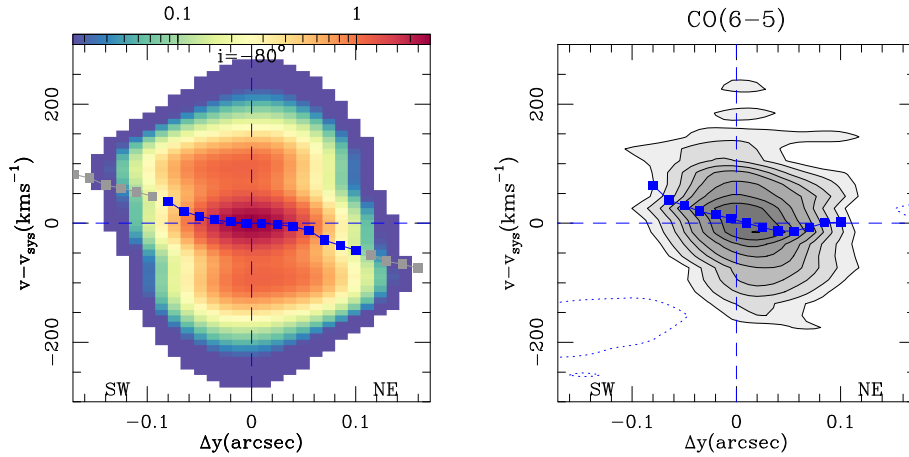 0.1 1
i=−80°
v−v_sys(kms⁻¹)
200
0
−200
SW NE
−0.1 0 0.1
Δy(arcsec)
CO(6−5)
v−v_sys(kms⁻¹)
200
0
−200
SW NE
−0.1 0 0.1
Δy(arcsec)